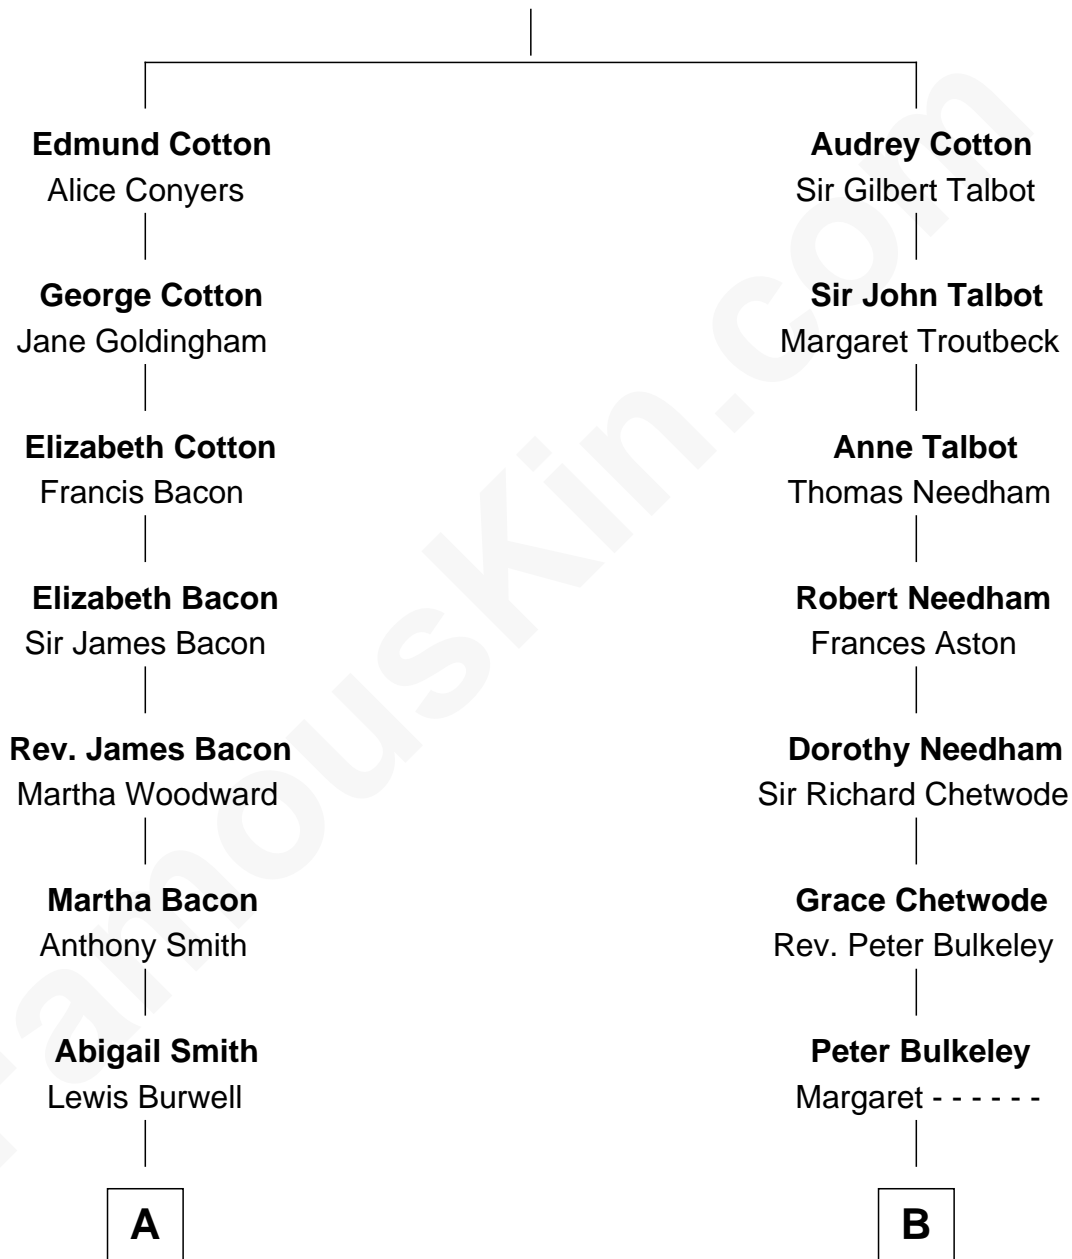 Edmund Cotton
Alice Conyers
George Cotton
Jane Goldingham
Elizabeth Cotton
Francis Bacon
Elizabeth Bacon
Sir James Bacon
Rev. James Bacon
Martha Woodward
Martha Bacon
Anthony Smith
Abigail Smith
Lewis Burwell
A
Audrey Cotton
Sir Gilbert Talbot
Sir John Talbot
Margaret Troutbeck
Anne Talbot
Thomas Needham
Robert Needham
Frances Aston
Dorothy Needham
Sir Richard Chetwode
Grace Chetwode
Rev. Peter Bulkeley
Peter Bulkeley
Margaret - - - - - -
B
FamousKin.com